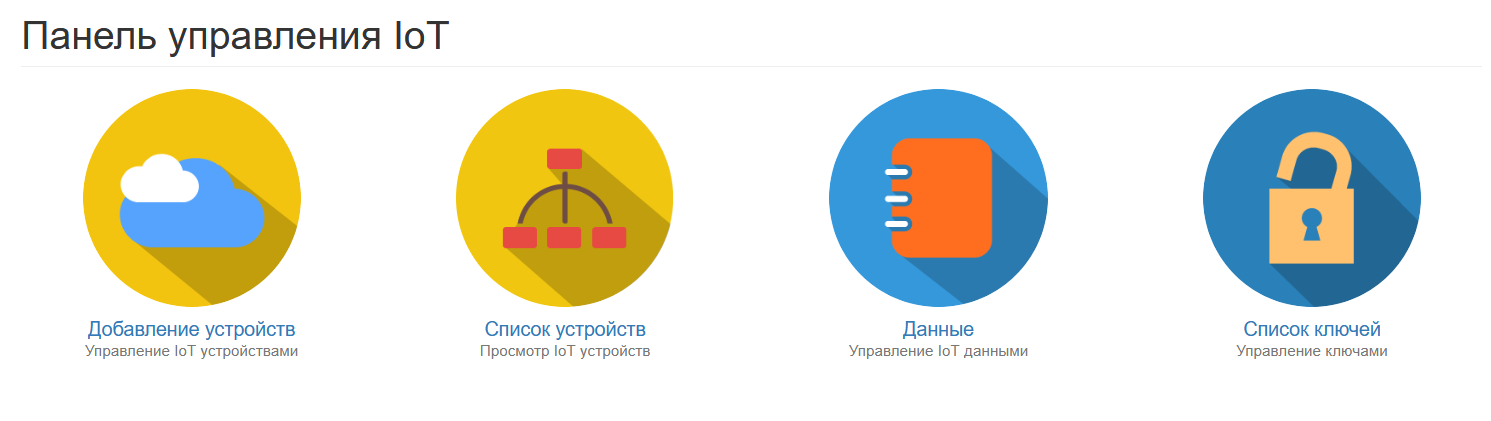 Панель управления IoT
Добавление устройств
Управление IoT устройствами
Список устройств
Просмотр IoT устройств
Данные
Управление IoT данными
Список ключей
Управление ключами